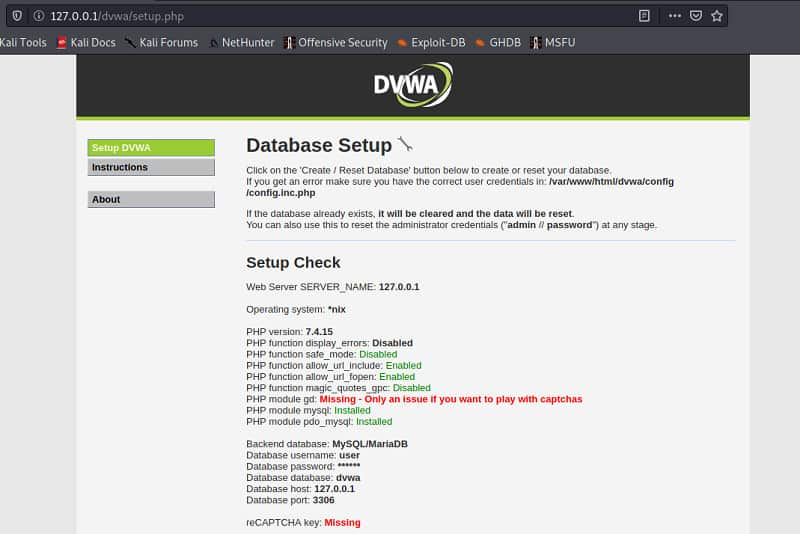 127.0.0.1/dvwa/setup.php
Kali Tools Kali Docs Kali Forums NetHunter Offensive Security Exploit-DB GHDB MSFU
DVWA
Setup DVWA
Instructions
About
Database Setup
Click on the 'Create / Reset Database' button below to create or reset your database.
If you get an error make sure you have the correct user credentials in: /var/www/html/dvwa/config
/config.inc.php
If the database already exists, it will be cleared and the data will be reset.
You can also use this to reset the administrator credentials ("admin // password") at any stage.
Setup Check
Web Server SERVER_NAME: 127.0.0.1
Operating system: *nix
PHP version: 7.4.15
PHP function display_errors: Disabled
PHP function safe_mode: Disabled
PHP function allow_url_include: Enabled
PHP function allow_url_fopen: Enabled
PHP function magic_quotes_gpc: Disabled
PHP module gd: Missing - Only an issue if you want to play with captchas
PHP module mysql: Installed
PHP module pdo_mysql: Installed
Backend database: MySQL/MariaDB
Database username: user
Database password: ******
Database database: dvwa
Database host: 127.0.0.1
Database port: 3306
reCAPTCHA key: Missing